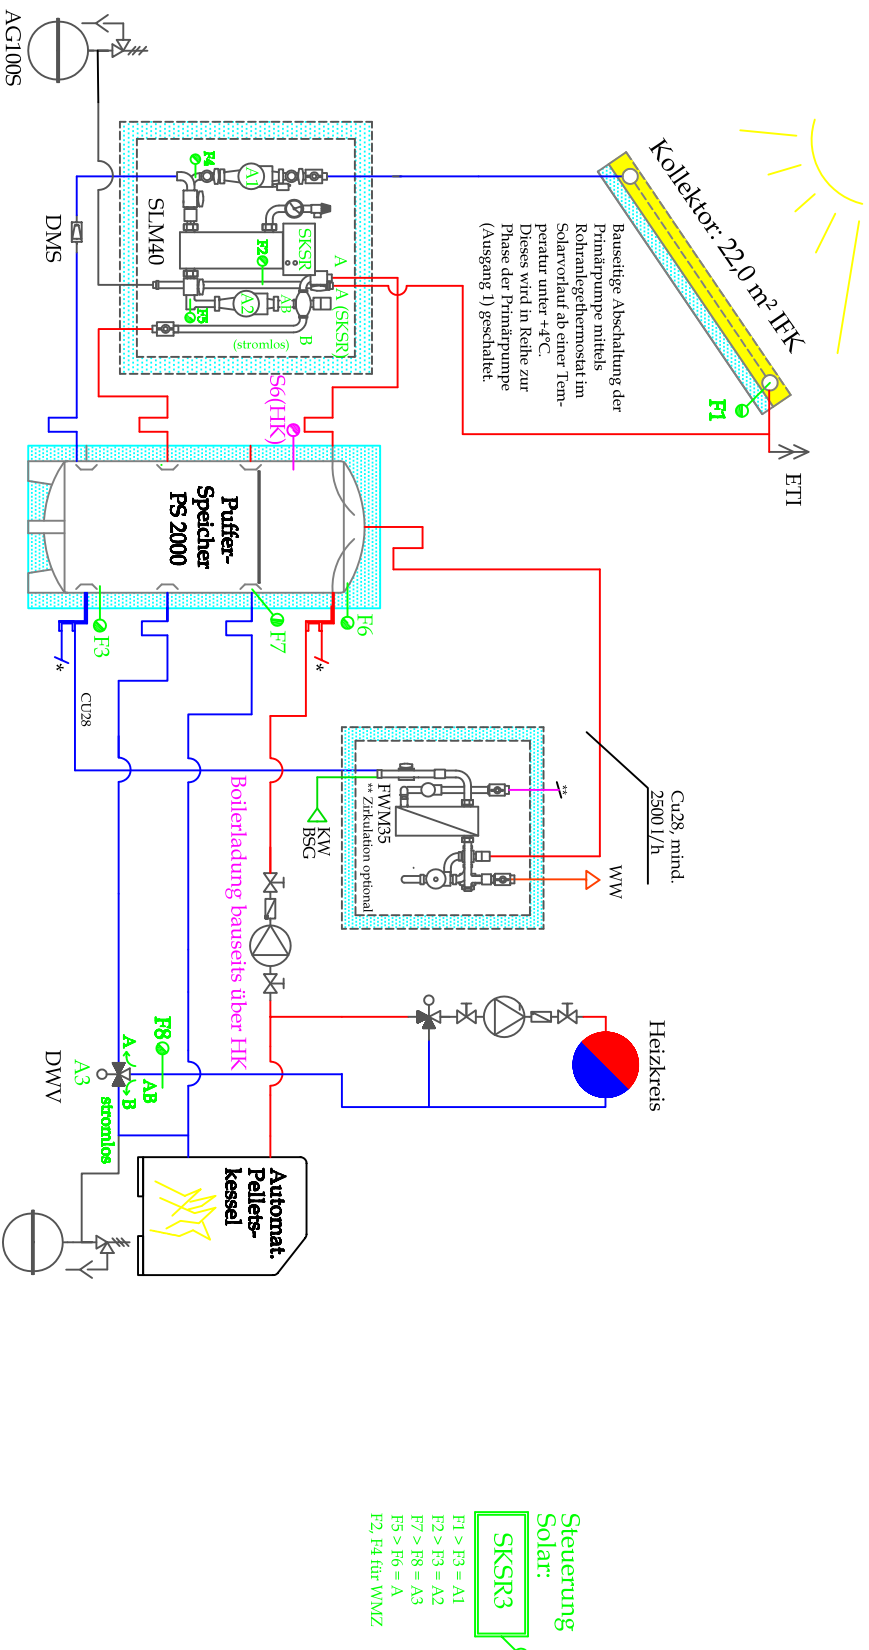 Kollektor: 22,0 m² IFK
F1
ETI
Bauseitige Abschaltung der
Primärpumpe mittels
Rohranlegethermostat im
Solarvorlauf ab einer Tem-
peratur unter +4°C.
Dieses wird in Reihe zur
Phase der Primärpumpe
(Ausgang 1) geschaltet.
AG100S
DMS
SLM40
F4
A1
SKSR
F2
A
A (SKSR)
A2
AB
B
F5
(stromlos)
S6(HK)
Puffer-
Speicher
PS 2000
F6
F7
F3
*
*
CU28
Cu28, mind.
2500 l/h
WW
**
FWM35
** Zirkulation optional
KW
BSG
Boilerladung bauseits über HK
Heizkreis
F8
A
AB
B
A3
DWV
stromlos
Automat.
Pellets-
kessel
Steuerung
Solar:
SKSR3
F1 > F3 = A1
F2 > F3 = A2
F7 > F8 = A3
F5 > F6 = A
F2, F4 für WMZ